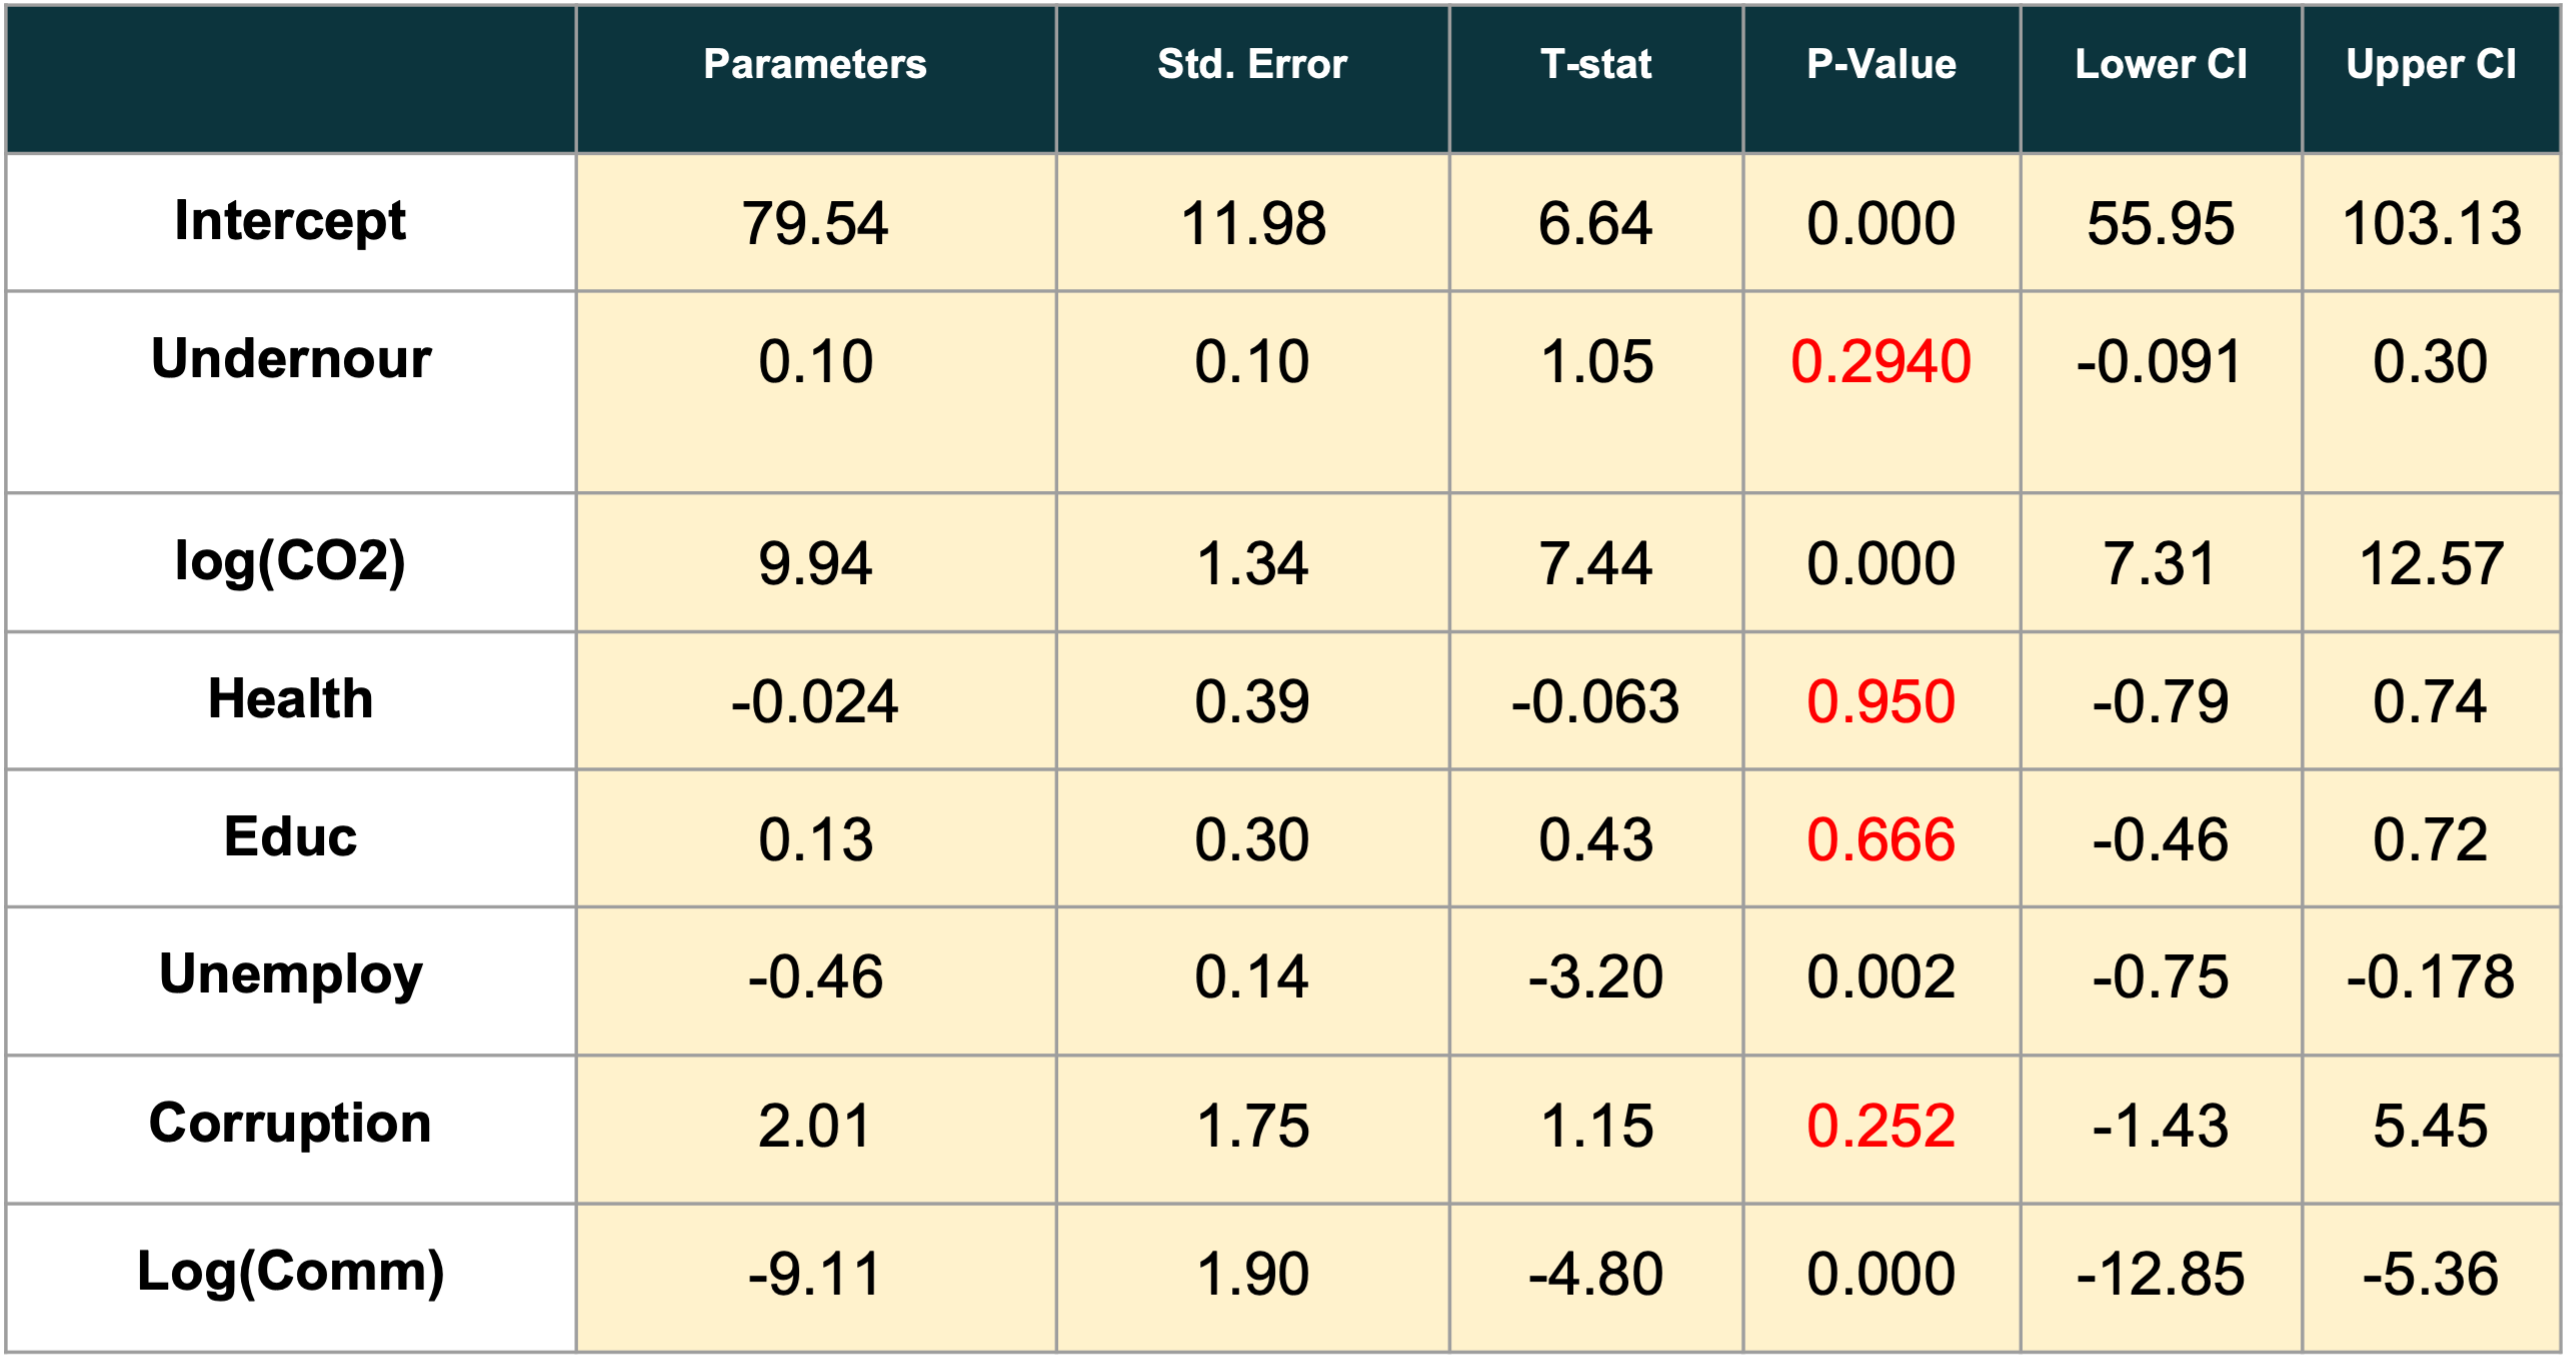 Parameters Std. Error T-stat P-Value Lower CI Upper CI
Intercept 79.54 11.98 6.64 0.000 55.95 103.13
Undernour 0.10 0.10 1.05 0.2940 -0.091 0.30
log(CO2) 9.94 1.34 7.44 0.000 7.31 12.57
Health -0.024 0.39 -0.063 0.950 -0.79 0.74
Educ 0.13 0.30 0.43 0.666 -0.46 0.72
Unemploy -0.46 0.14 -3.20 0.002 -0.75 -0.178
Corruption 2.01 1.75 1.15 0.252 -1.43 5.45
Log(Comm) -9.11 1.90 -4.80 0.000 -12.85 -5.36